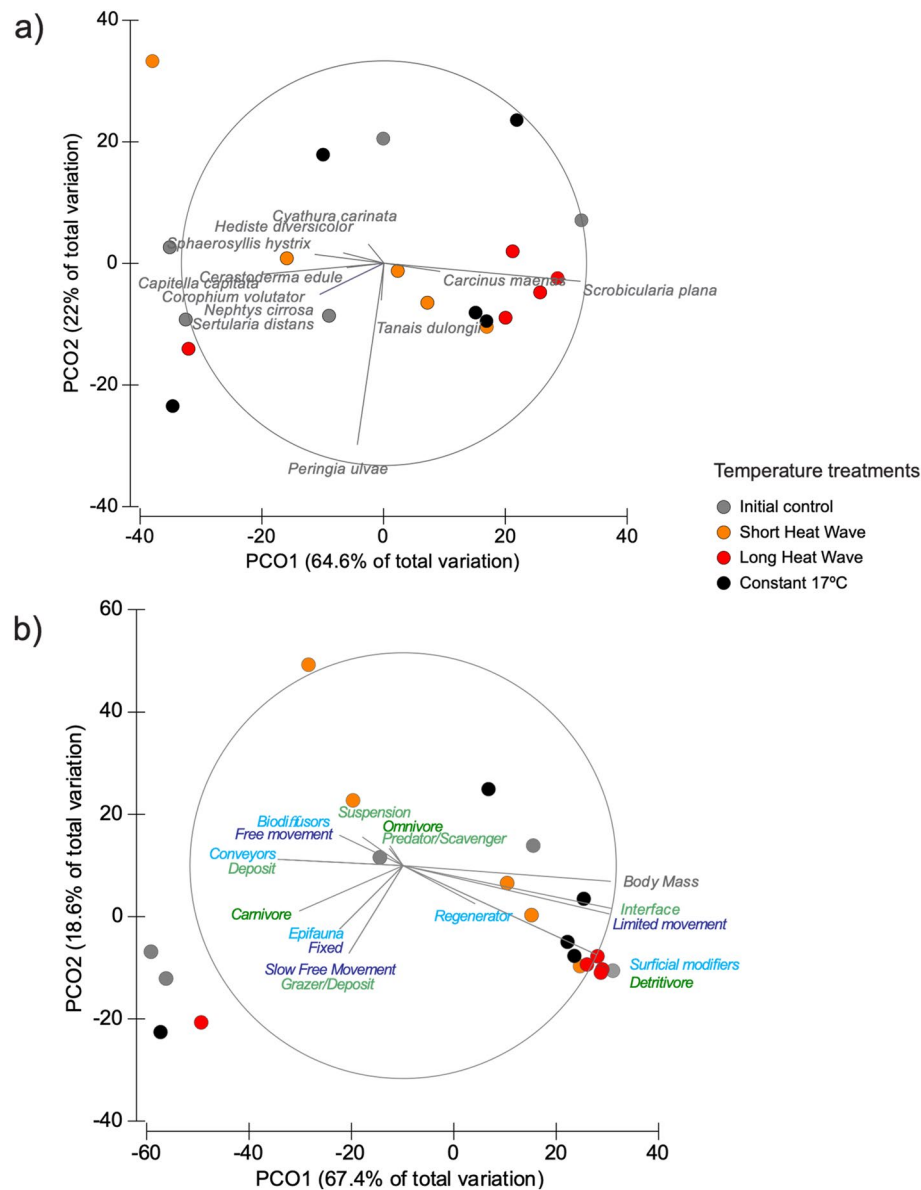 a)
40
20
0
-20
-40
PCO2 (22% of total variation)
Cyathura carinata
Hediste diversicolor
Sphaerosyllis hystrix
Cerastoderma edule
Carcinus maenas
Capitella capitata
Scrobicularia plana
Corophium volutator
Nephtys cirrosa
Sertularia distans
Tanais dulongii
Peringia ulvae
-40
-20
0
20
40
PCO1 (64.6% of total variation)
Temperature treatments
Initial control
Short Heat Wave
Long Heat Wave
Constant 17ºC
b)
60
40
20
0
-20
-40
PCO2 (18.6% of total variation)
Suspension
Biodifusors
Omnivore
Free movement
Predator/Scavenger
Conveyors
Deposit
Body Mass
Carnivore
Interface
Regenerator
Limited movement
Epifauna
Fixed
Slow Free Movement
Surficial modifiers
Grazer/Deposit
Detritivore
-60
-40
-20
0
20
40
PCO1 (67.4% of total variation)